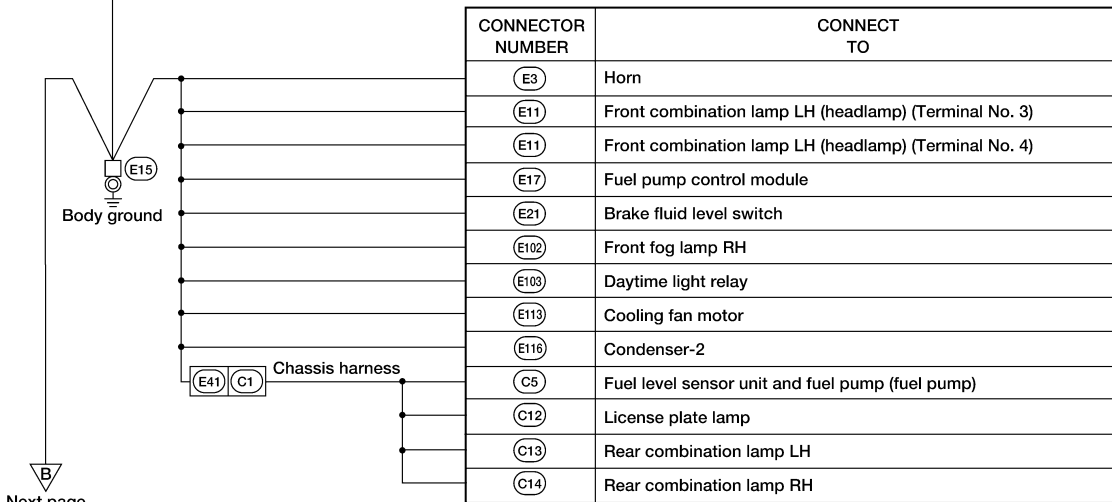 CONNECTOR NUMBER
CONNECT TO
E3 Horn
E11 Front combination lamp LH (headlamp) (Terminal No. 3)
E11 Front combination lamp LH (headlamp) (Terminal No. 4)
E15
E17 Fuel pump control module
Body ground
E21 Brake fluid level switch
E102 Front fog lamp RH
E103 Daytime light relay
E113 Cooling fan motor
E116 Condenser-2
Chassis harness
E41 C1
C5 Fuel level sensor unit and fuel pump (fuel pump)
C12 License plate lamp
C13 Rear combination lamp LH
B
C14 Rear combination lamp RH
Next page